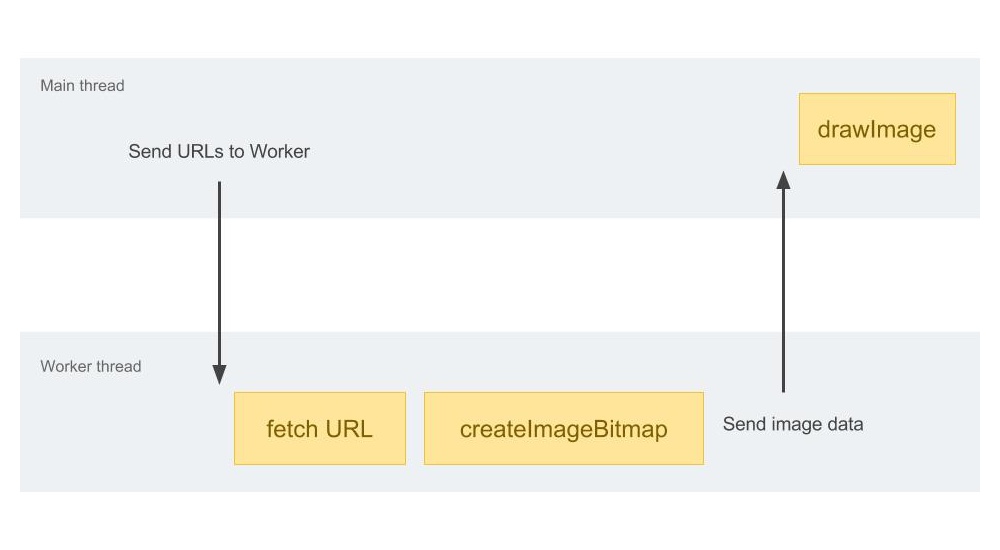 Main thread
drawImage
Send URLs to Worker
Worker thread
fetch URL
createImageBitmap
Send image data